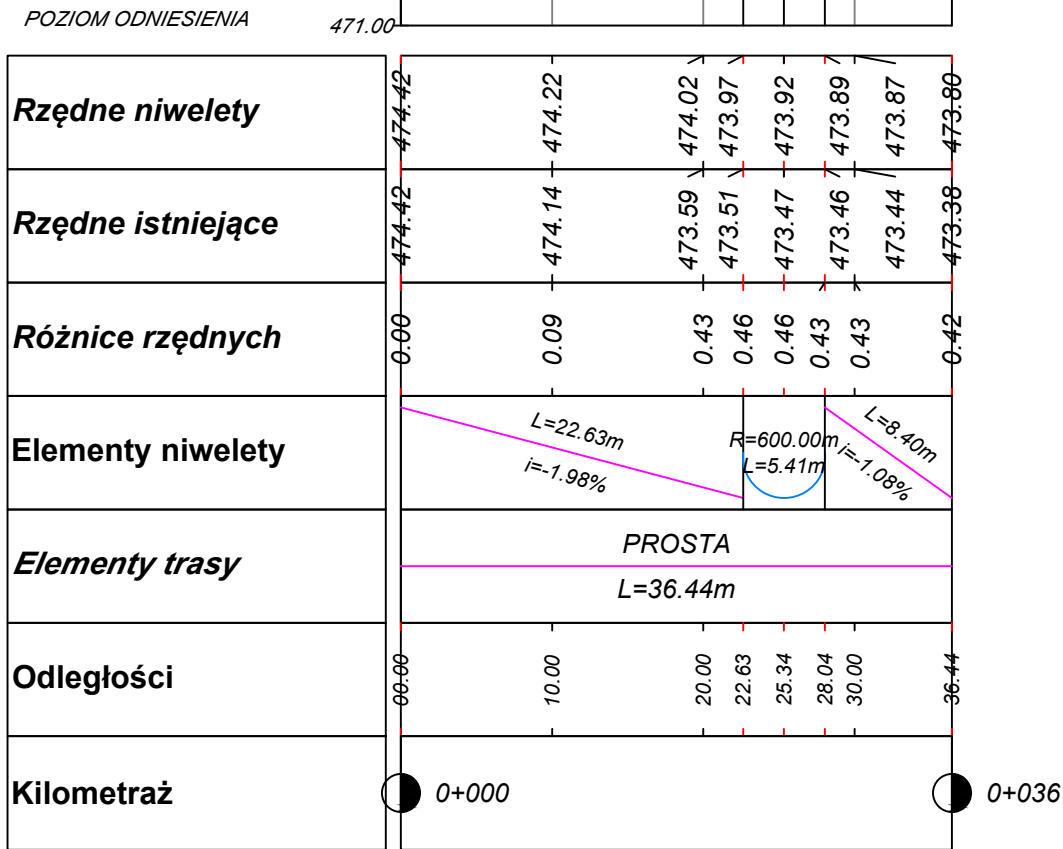 POZIOM ODNIESIENIA 471.00
Rzędne niwelety 474.42 474.22 474.02 473.97 473.92 473.89 473.87 473.80
Rzędne istniejące 474.42 474.14 473.59 473.51 473.47 473.46 473.44 473.38
Różnice rzędnych 0.00 0.09 0.43 0.46 0.46 0.43 0.43 0.42
Elementy niwelety
L=22.63m
i=-1.98%
R=600.00m
L=5.41m
L=8.40m
i=-1.08%
Elementy trasy
PROSTA
L=36.44m
Odległości 00.00 10.00 20.00 22.63 25.34 28.04 30.00 36.44
Kilometraż 0+000 0+036